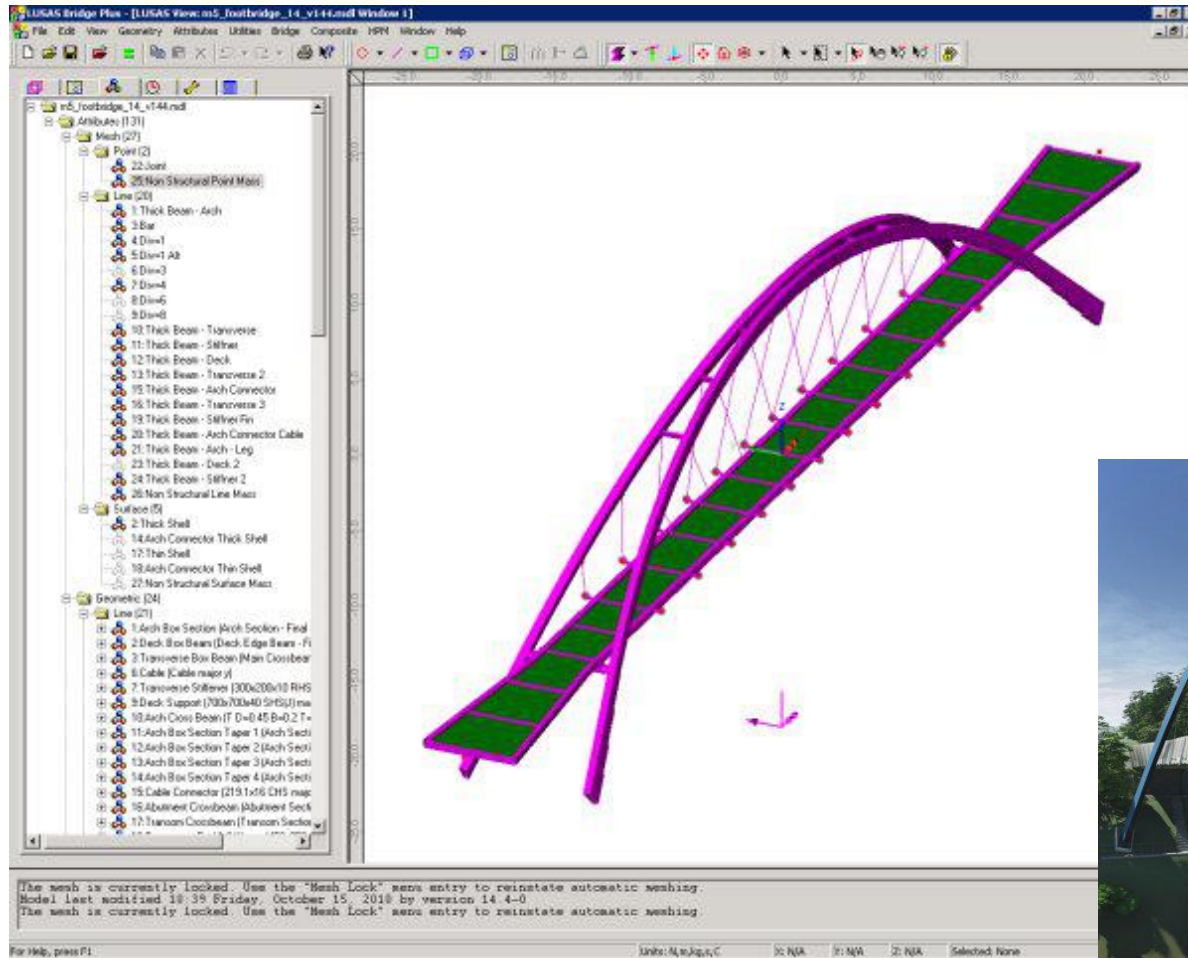 LUSAS Bridge Plus - [LUSAS View: m5_footbridge_14_v144.mdl Window 1]
File Edit View Geometry Attributes Utilities Bridge Composite HPM Window Help
m5_footbridge_14_v144.mdl
Attributes (131)
Mesh (27)
Point (2)
22:Joint
25:Non Structural Point Mass
Line (20)
1:Thick Beam - Arch
3:Bar
4:Div=1
5:Div=1 Alt
6:Div=3
7:Div=4
8:Div=6
9:Div=8
10:Thick Beam - Transverse
11:Thick Beam - Stiffner
12:Thick Beam - Deck
13:Thick Beam - Transverse 2
15:Thick Beam - Arch Connector
16:Thick Beam - Transverse 3
19:Thick Beam - Stiffner Fin
20:Thick Beam - Arch Connector Cable
21:Thick Beam - Arch - Leg
23:Thick Beam - Deck 2
24:Thick Beam - Stiffner 2
26:Non Structural Line Mass
Surface (5)
2:Thick Shell
14:Arch Connector Thick Shell
17:Thin Shell
18:Arch Connector Thin Shell
27:Non Structural Surface Mass
Geometric (24)
Line (21)
1:Arch Box Section (Arch Section - Final
2:Deck Box Beam (Deck Edge Beam - Fi
3:Transverse Box Beam (Main Crossbear
6:Cable (Cable major y)
7:Transverse Stiffener (300x200x10 RHS
9:Deck Support (700x700x40 SHS(J) ma
10:Arch Cross Beam (T D=0.45 B=0.2 T=
11:Arch Box Section Taper 1 (Arch Secti
12:Arch Box Section Taper 2 (Arch Secti
13:Arch Box Section Taper 3 (Arch Secti
14:Arch Box Section Taper 4 (Arch Secti
15:Cable Connector (219.1x16 CHS majo
16:Abutment Crossbeam (Abutment Secti
17:Transom Crossbeam (Transom Section
Z
The mesh is currently locked. Use the "Mesh Lock" menu entry to reinstate automatic meshing.
Model last modified 18:39 Friday, October 15, 2010 by version 14.4-0
The mesh is currently locked. Use the "Mesh Lock" menu entry to reinstate automatic meshing.
For Help, press F1
Units: N,m,kg,s,C X: N/A Y: N/A Z: N/A Selected: None